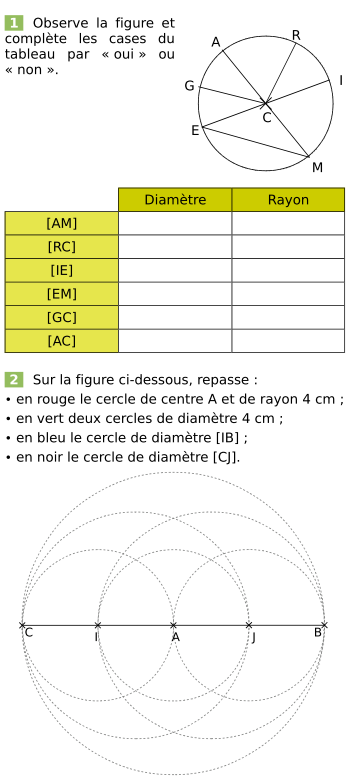 1 Observe la figure et
complète les cases du
tableau par « oui » ou
« non ».
A
R
G
I
C
E
M
Diamètre Rayon
[AM]
[RC]
[IE]
[EM]
[GC]
[AC]
2 Sur la figure ci-dessous, repasse :
• en rouge le cercle de centre A et de rayon 4 cm ;
• en vert deux cercles de diamètre 4 cm ;
• en bleu le cercle de diamètre [IB] ;
• en noir le cercle de diamètre [CJ].
C I A J B